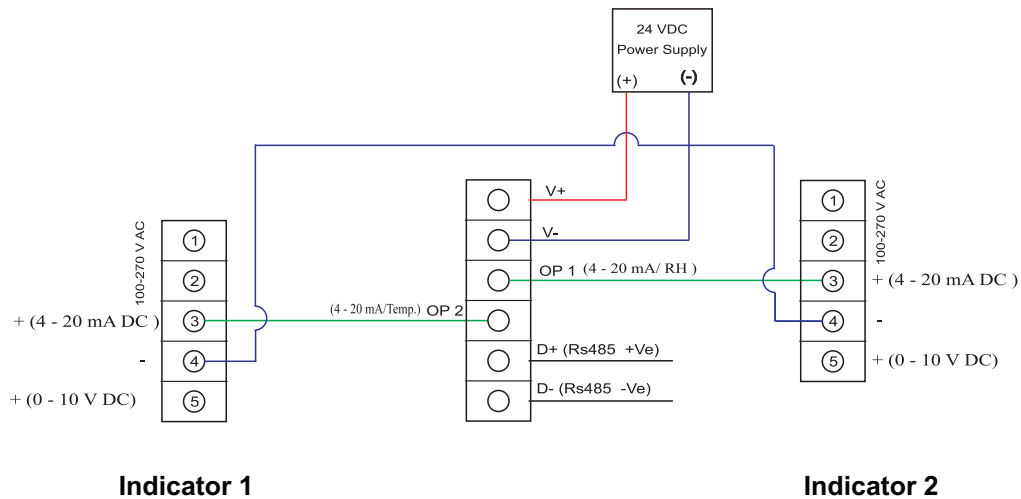 24 VDC
Power Supply
(+) (-)
V+
V-
OP 1 (4 - 20 mA/ RH )
(4 - 20 mA/Temp.) OP 2
D+ (Rs485 +Ve)
D- (Rs485 -Ve)
100-270 V AC
1
2
+ (4 - 20 mA DC ) 3
- 4
+ (0 - 10 V DC) 5
Indicator 1
100-270 V AC
1
2
3 + (4 - 20 mA DC )
4 -
5 + (0 - 10 V DC)
Indicator 2